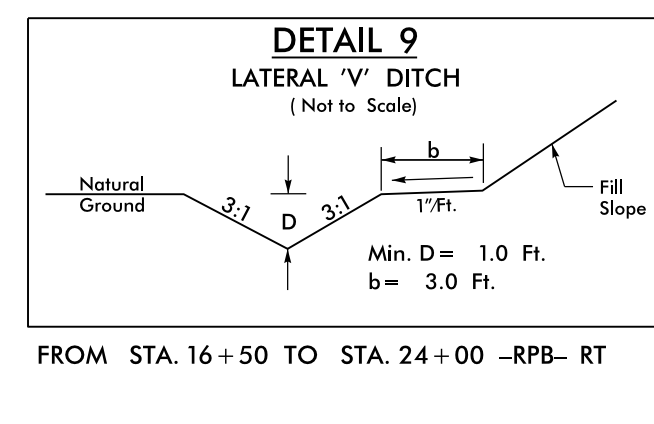 DETAIL 9
LATERAL 'V' DITCH
( Not to Scale)
b
Natural
Ground
3:1
D
3:1
1"/Ft.
Fill
Slope
Min. D = 1.0 Ft.
b = 3.0 Ft.
FROM STA. 16+50 TO STA. 24+00 -RPB- RT